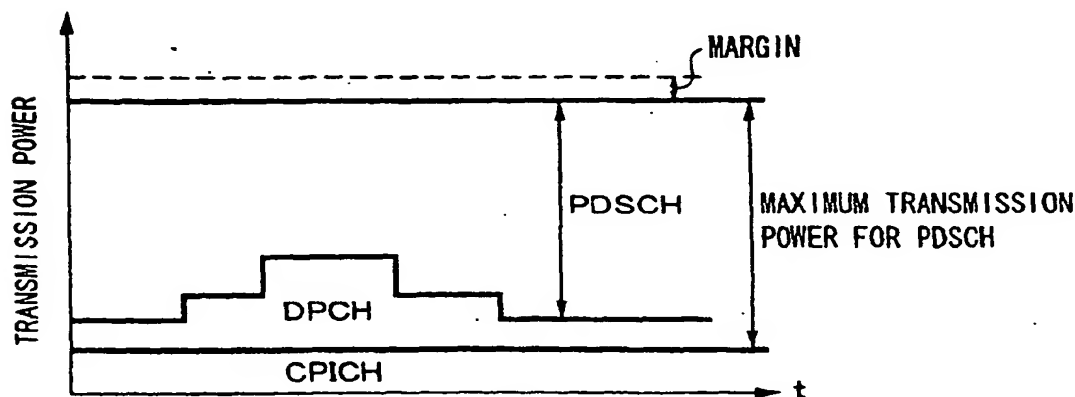 MARGIN
TRANSMISSION POWER
PDSCH
MAXIMUM TRANSMISSION
POWER FOR PDSCH
DPCH
CPICH
t